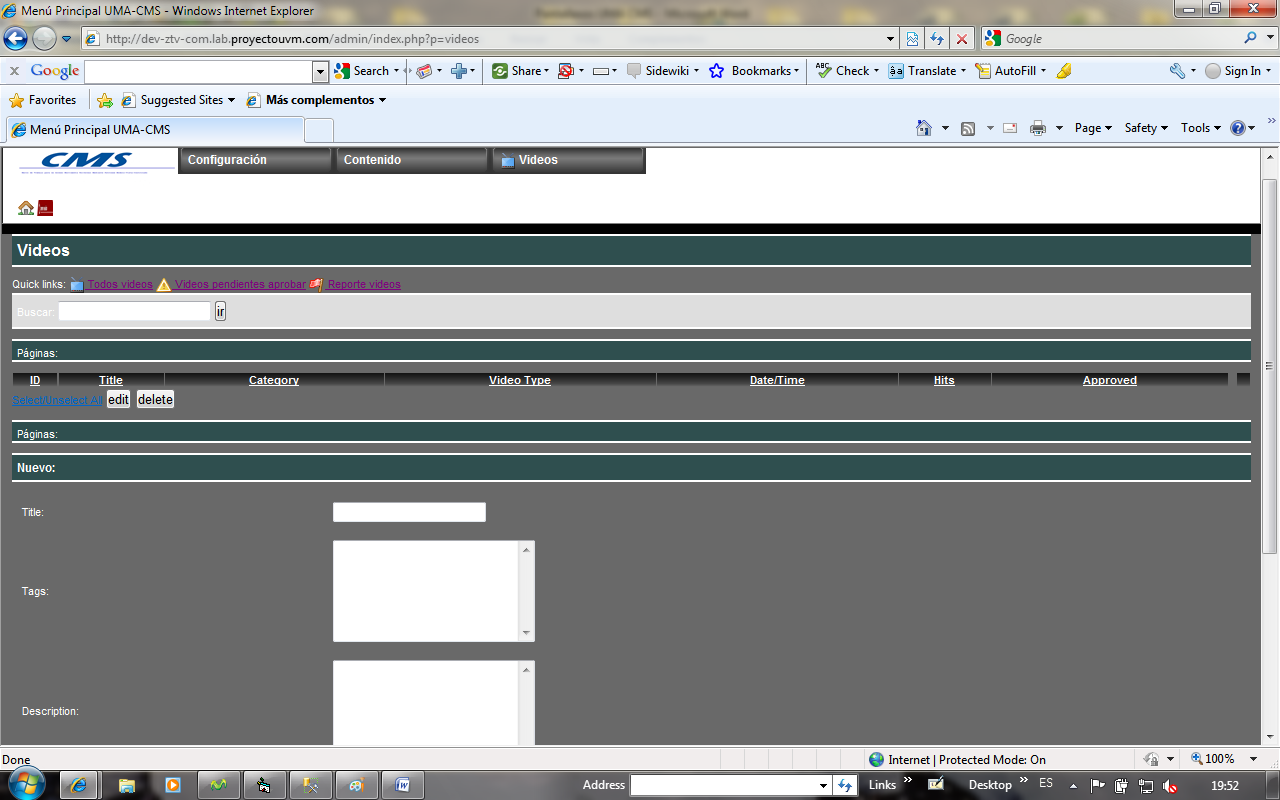 Menú Principal UMA-CMS - Windows Internet Explorer
http://dev-ztv-com.lab.proyectouvm.com/admin/index.php?p=videos
Google
x Google Search Share Sidewiki Bookmarks ABC Check Translate AutoFill Sign In
Favorites Suggested Sites Más complementos
Menú Principal UMA-CMS Page Safety Tools
CMS Configuración Contenido Videos
Videos
Quick links: Todos videos Videos pendientes aprobar Reporte videos
Buscar: ir
Páginas:
ID Title Category Video Type Date/Time Hits Approved
Select/Unselect All edit delete
Páginas:
Nuevo:
Title:
Tags:
Description:
Done Internet | Protected Mode: On 100%
Address Links Desktop ES 19:52